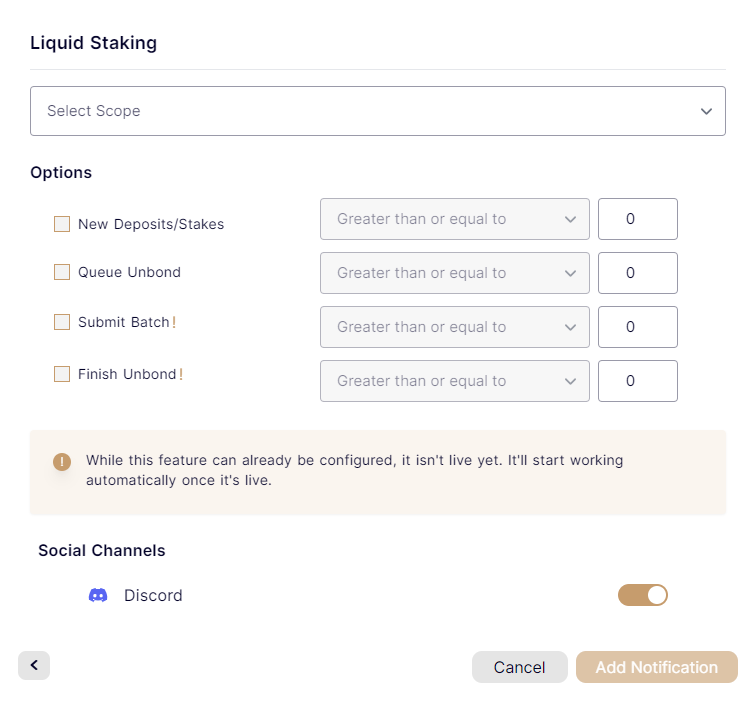 Liquid Staking
Select Scope
Options
New Deposits/Stakes Greater than or equal to 0
Queue Unbond Greater than or equal to 0
Submit Batch! Greater than or equal to 0
Finish Unbond! Greater than or equal to 0
While this feature can already be configured, it isn't live yet. It'll start working
automatically once it's live.
Social Channels
Discord
Cancel Add Notification